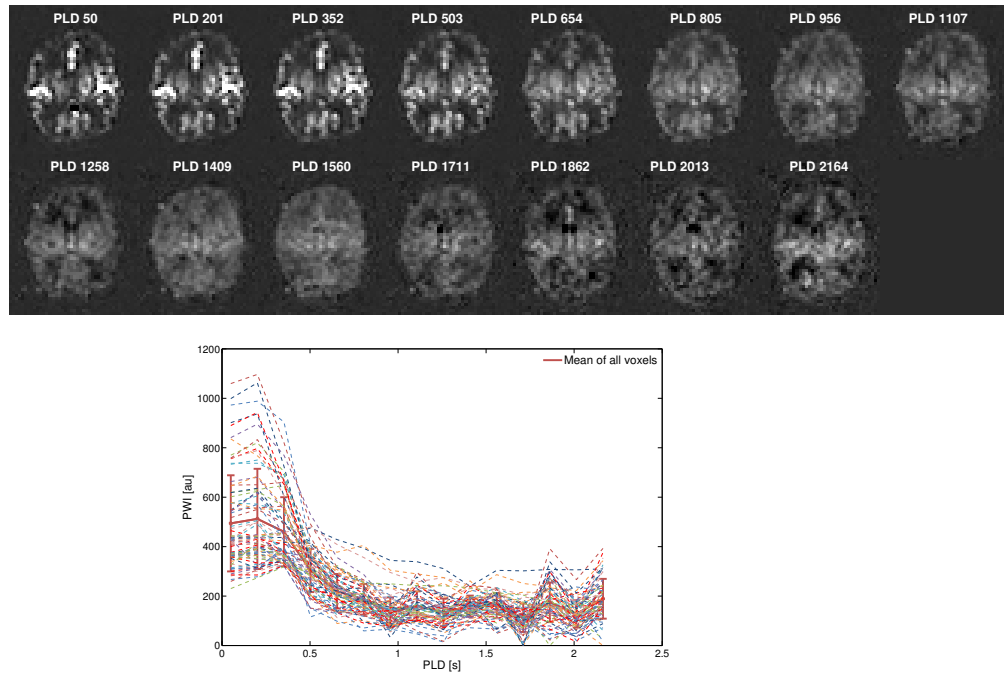 PLD 50 PLD 201 PLD 352 PLD 503 PLD 654 PLD 805 PLD 956 PLD 1107
PLD 1258 PLD 1409 PLD 1560 PLD 1711 PLD 1862 PLD 2013 PLD 2164
1200
Mean of all voxels
1000
800
600
400
200
0
PWI [au]
0 0.5 1 1.5 2 2.5
PLD [s]